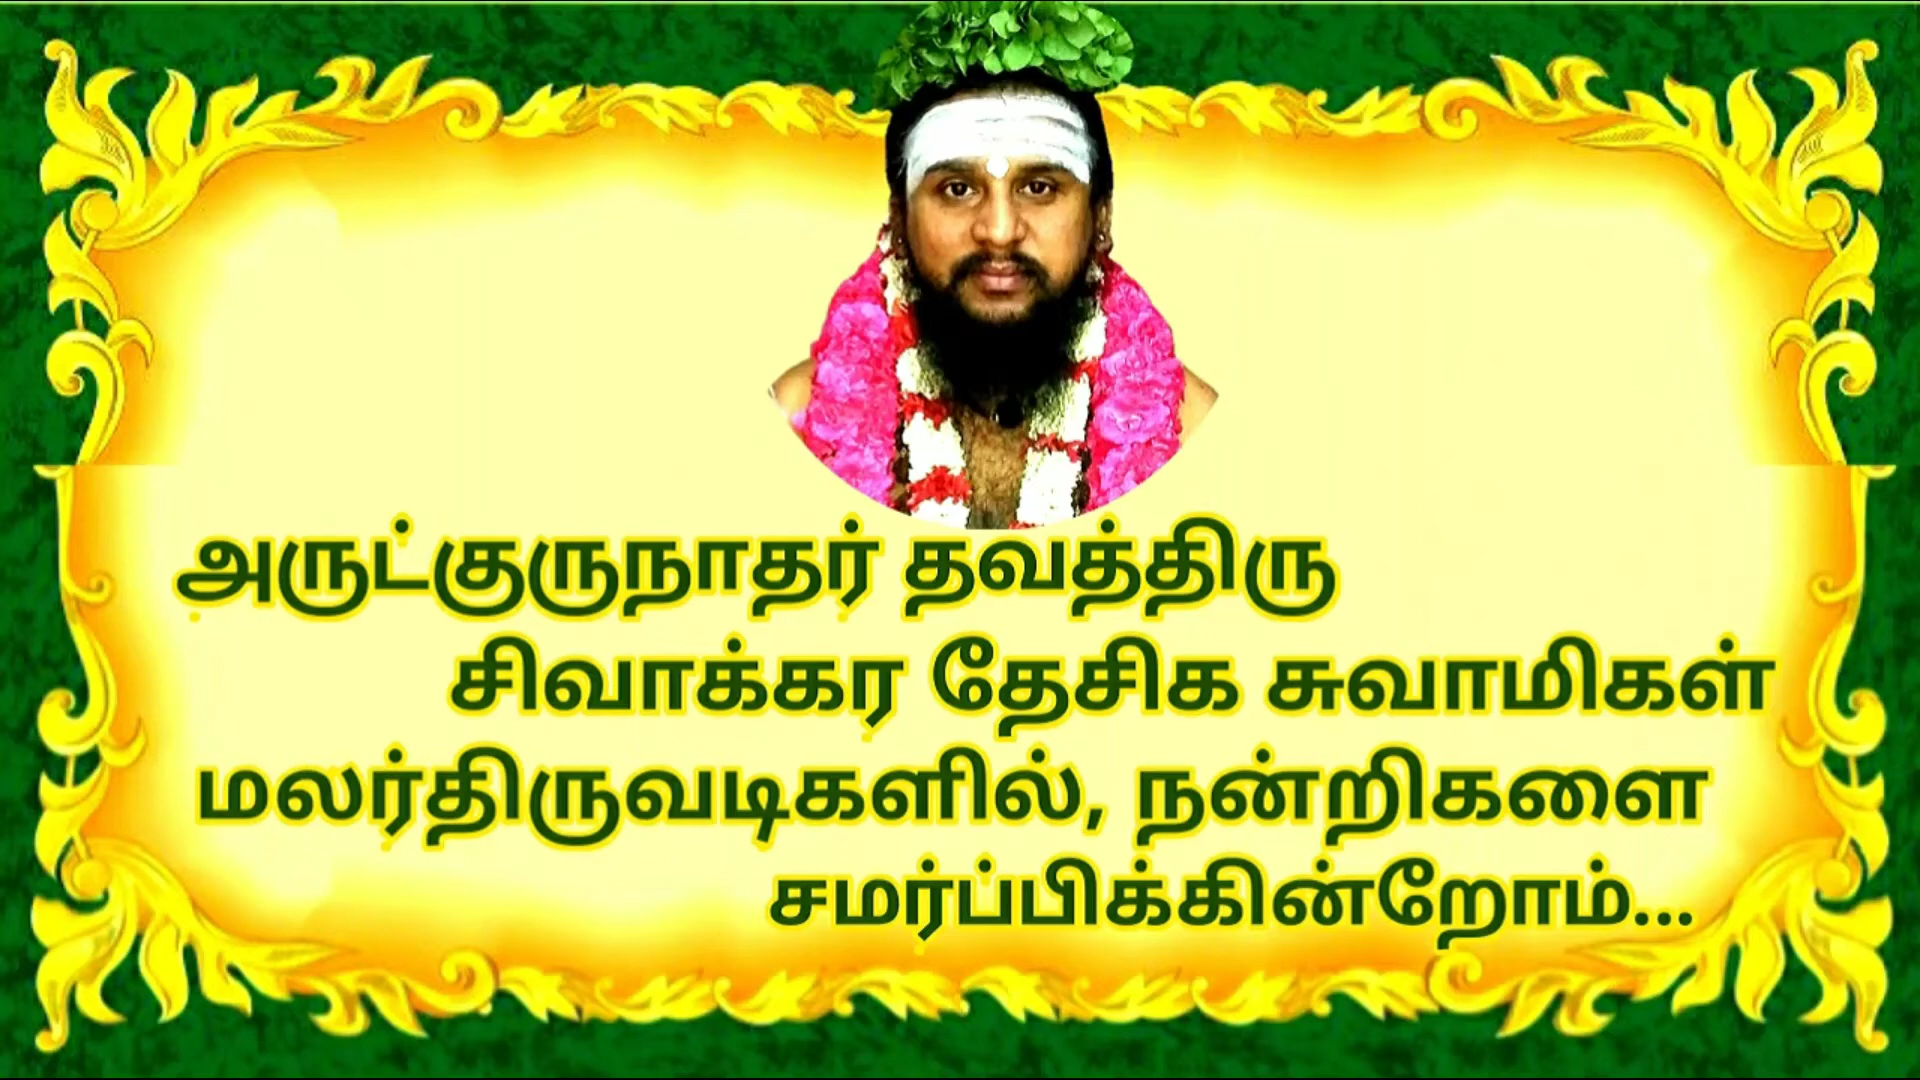 அருட்குருநாதர் தவத்திரு
சிவாக்கர தேசிக சுவாமிகள்
மலர்திருவடிகளில், நன்றிகளை
சமர்ப்பிக்கின்றோம்...